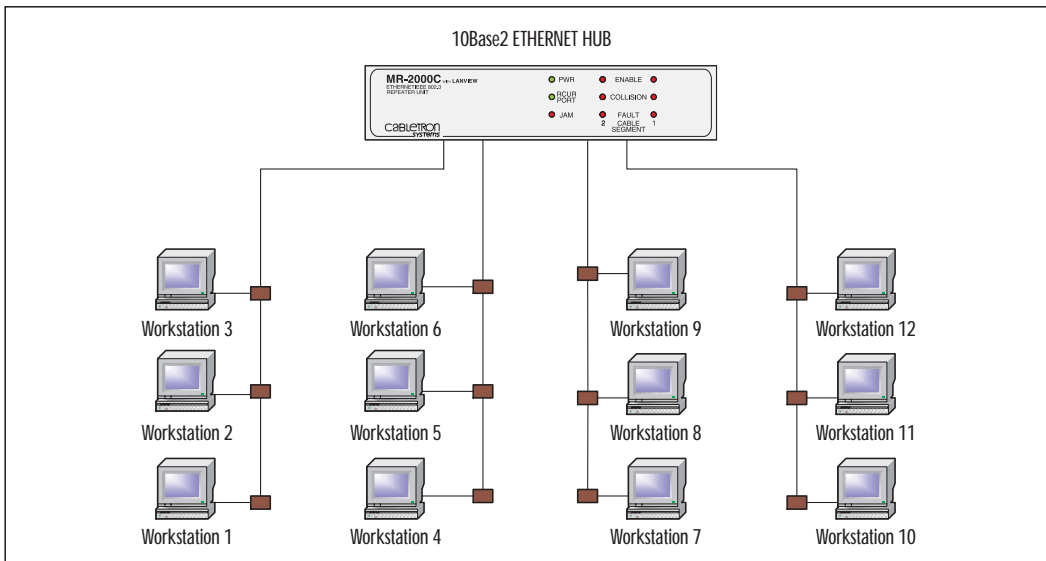 10Base2 ETHERNET HUB
MR-2000C WITH LANVIEW
ETHERNET/IEEE 802.3
REPEATER UNIT
CABLETRON
SYSTEMS
PWR
ENABLE
RCUR
PORT
COLLISION
JAM
FAULT
2 CABLE 1
SEGMENT
Workstation 3
Workstation 6
Workstation 9
Workstation 12
Workstation 2
Workstation 5
Workstation 8
Workstation 11
Workstation 1
Workstation 4
Workstation 7
Workstation 10